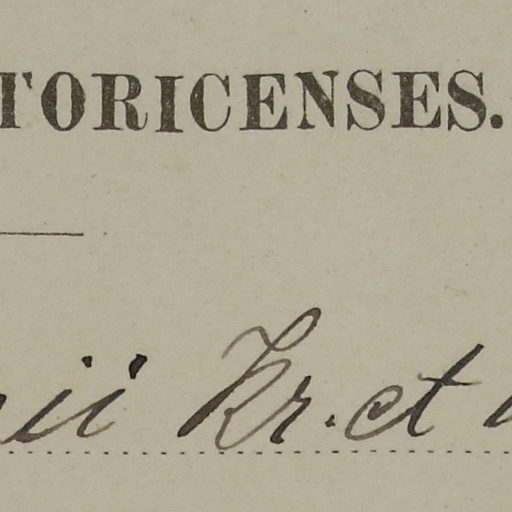 TORICENSES.
ii Kr. et